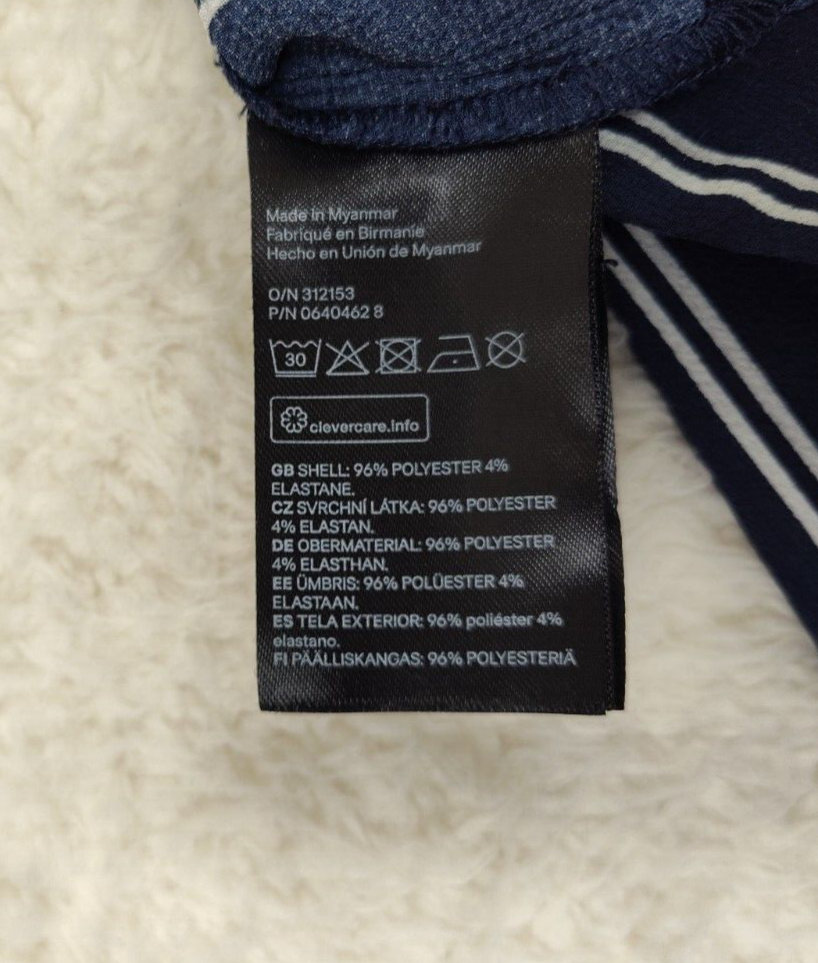 Made in Myanmar
Fabriqué en Birmanie
Hecho en Unión de Myanmar
O/N 312153
P/N 0640462 8
30
clevercare.info
GB SHELL: 96% POLYESTER 4%
ELASTANE.
CZ SVRCHNÍ LÁTKA: 96% POLYESTER
4% ELASTAN.
DE OBERMATERIAL: 96% POLYESTER
4% ELASTHAN.
EE ÜMBRIS: 96% POLÜESTER 4%
ELASTAAN.
ES TELA EXTERIOR: 96% poliéster 4%
elastano.
FI PÄÄLLISKANGAS: 96% POLYESTERIÄ